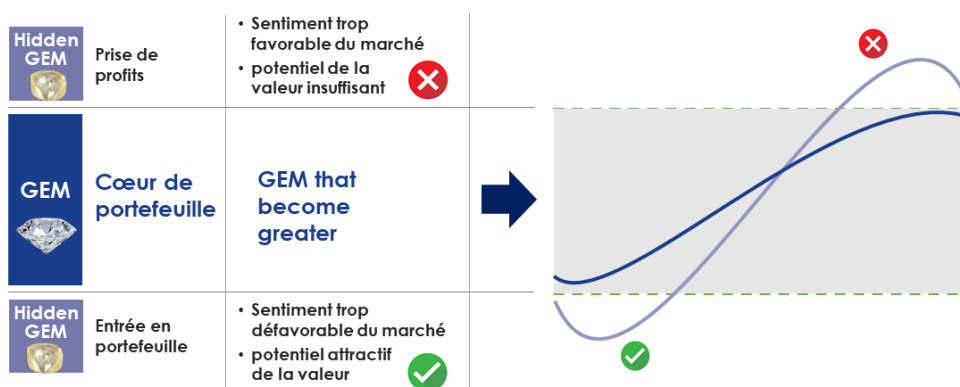 Hidden
GEM
Prise de
profits
• Sentiment trop
favorable du marché
• potentiel de la
valeur insuffisant
GEM
Cœur de
portefeuille
GEM that
become
greater
Hidden
GEM
Entrée en
portefeuille
• Sentiment trop
défavorable du marché
• potentiel attractif
de la valeur